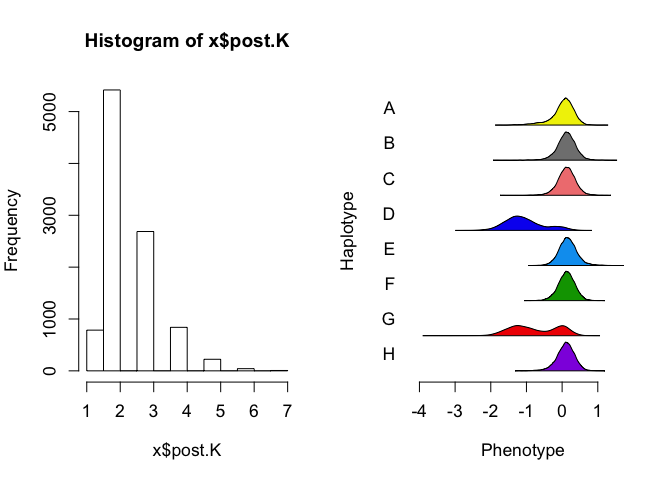 Histogram of x$post.K
Frequency
0
1000
3000
5000
1 2 3 4 5 6 7
x$post.K
Haplotype
A
B
C
D
E
F
G
H
-4 -3 -2 -1 0 1
Phenotype